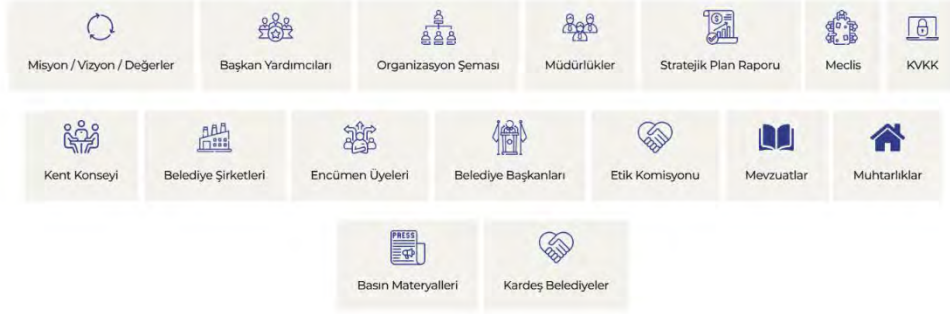 Misyon / Vizyon / Değerler
Başkan Yardımcıları
Organizasyon Şeması
Müdürlükler
Stratejik Plan Raporu
Meclis
KVKK
Kent Konseyi
Belediye Şirketleri
Encümen Üyeleri
Belediye Başkanları
Etik Komisyonu
Mevzuatlar
Muhtarlıklar
PRESS
Basın Materyalleri
Kardeş Belediyeler